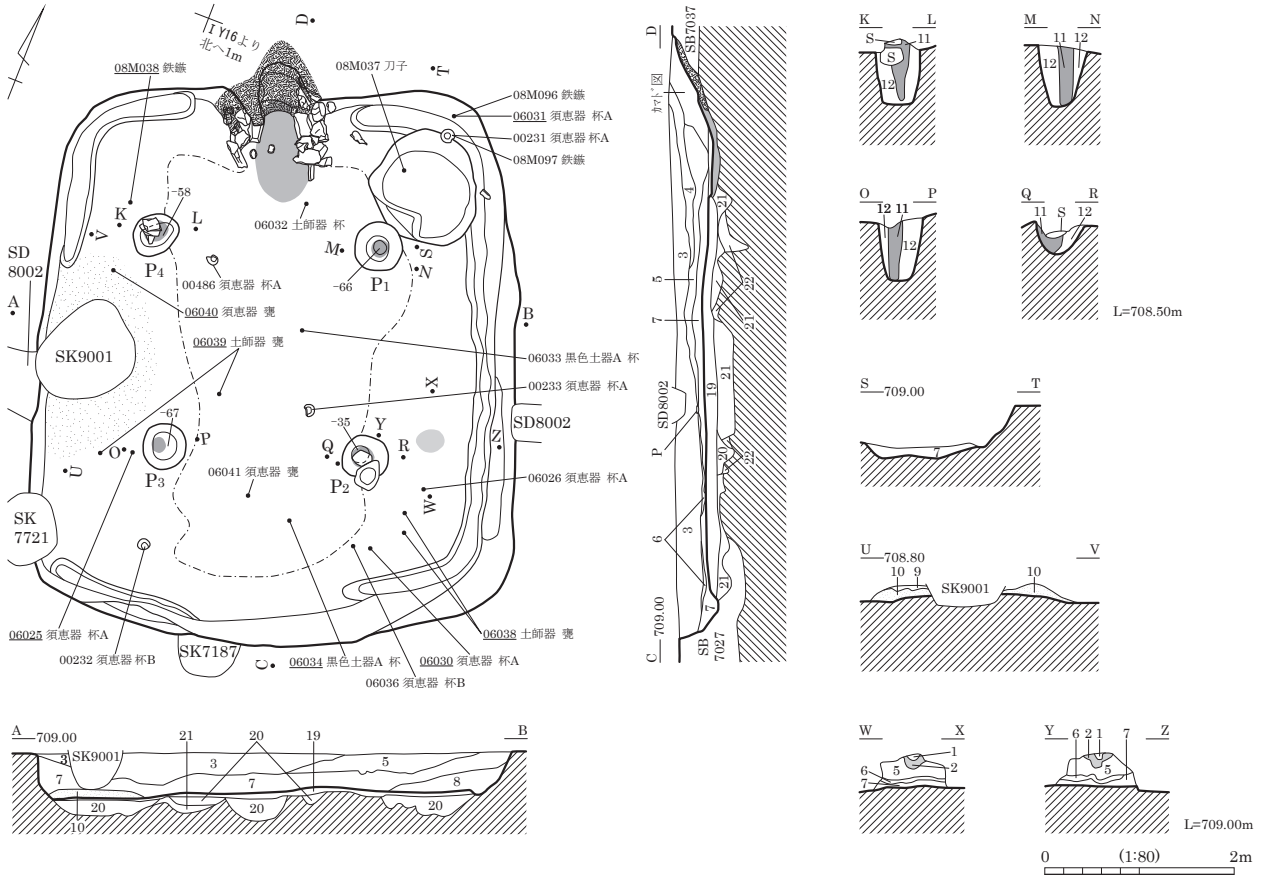 I Y16より
北へ1m
D
T
08M038 鉄鏃
08M037 刀子
08M096 鉄鏃
06031 須恵器 杯A
00231 須恵器 杯A
08M097 鉄鏃
-58
K
L
V
P4
06032 土師器 杯
M
S
N
-66
P1
SD
8002
A
00486 須恵器 杯A
06040 須恵器 甕
B
06039 土師器 甕
SK9001
06033 黒色土器A 杯
00233 須恵器 杯A
X
SD8002
-67
-35
Y
P
O
Q
R
Z
U
P3
P2
06041 須恵器 甕
06026 須恵器 杯A
W
SK
7721
06025 須恵器 杯A
00232 須恵器 杯B
SK7187
C
06034 黒色土器A 杯
06030 須恵器 杯A
06038 土師器 甕
06036 須恵器 杯B
A
709.00
SK9001
21
20
19
B
3
3
5
7
7
8
20
20
20
10
D
SB7037
カマド図
4
21
3
5
22
7
21
21
SD8002
19
P
20
22
6
3
21
7
C
709.00
SB
7027
K
L
S
11
S
12
M
N
11
12
12
O
P
12
11
12
Q
R
11
S
12
L=708.50m
S
709.00
T
7
U
708.80
V
10
9
SK9001
10
W
X
1
5
2
6
7
Y
Z
6
2
1
7
5
L=709.00m
0
(1:80)
2m